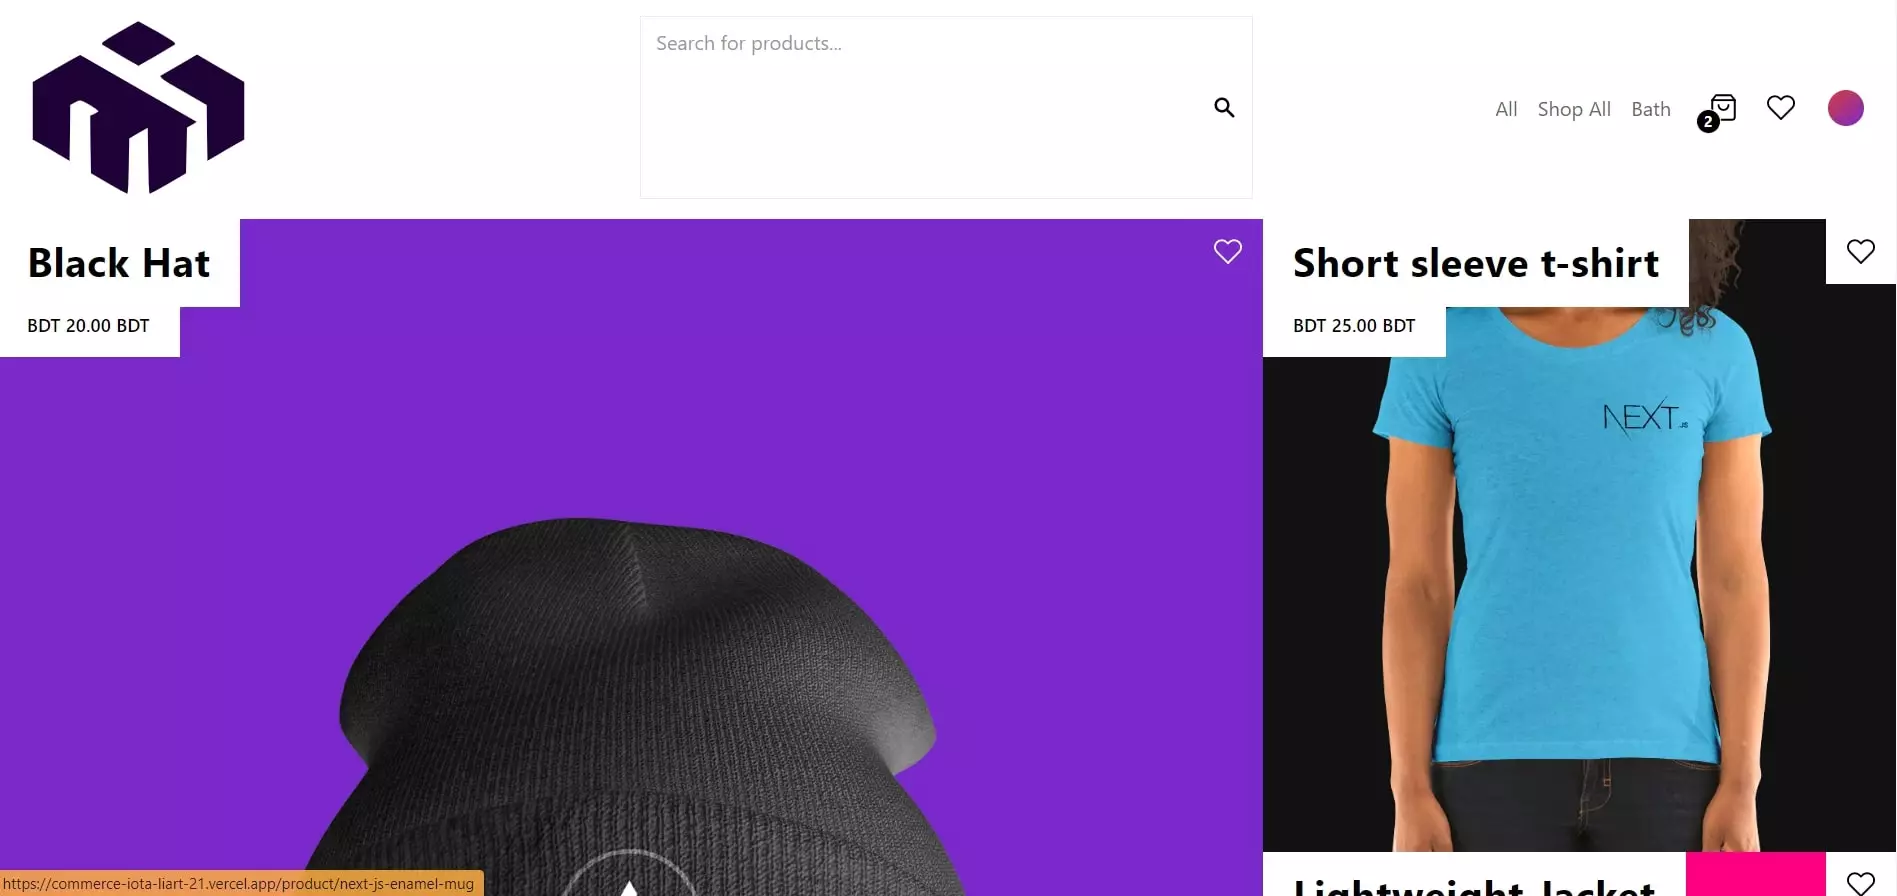 Search for products...
All Shop All Bath
2
Black Hat
BDT 20.00 BDT
Short sleeve t-shirt
BDT 25.00 BDT
NEXT.JS
Lightweight Jacket
https://commerce-iota-liart-21.vercel.app/product/next-js-enamel-mug